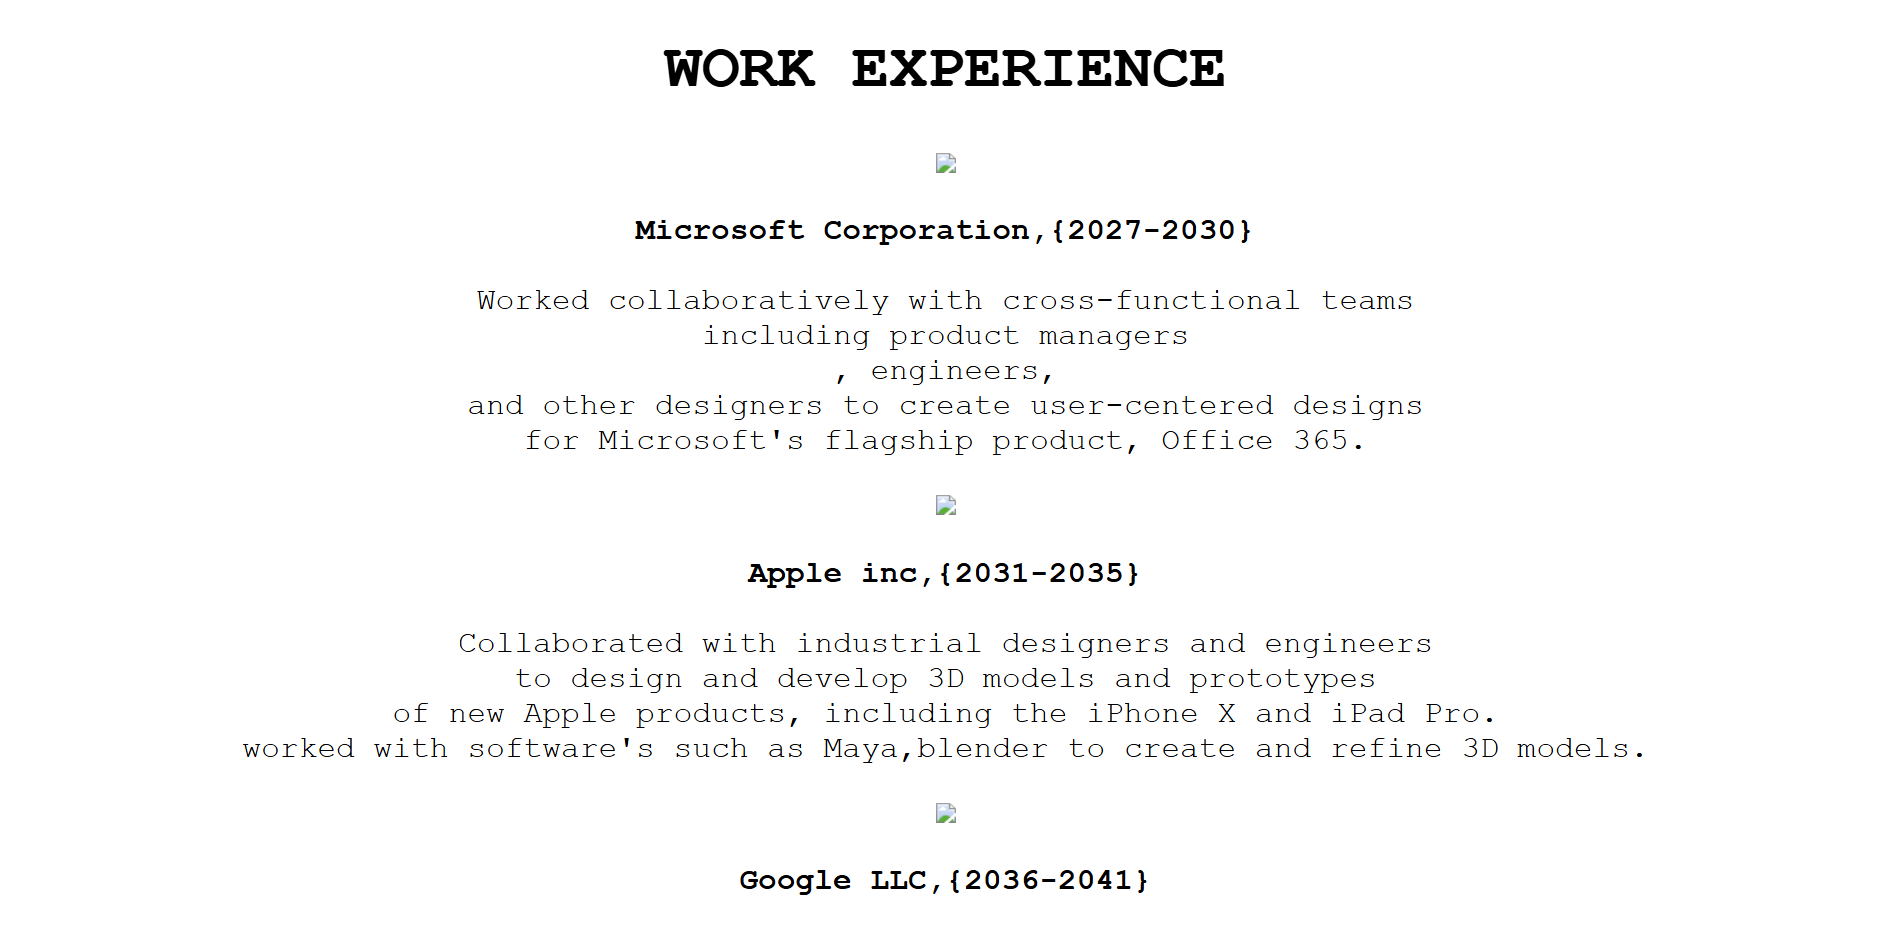 WORK EXPERIENCE
Microsoft Corporation,{2027-2030}
Worked collaboratively with cross-functional teams
including product managers
, engineers,
and other designers to create user-centered designs
for Microsoft's flagship product, Office 365.
Apple inc,{2031-2035}
Collaborated with industrial designers and engineers
to design and develop 3D models and prototypes
of new Apple products, including the iPhone X and iPad Pro.
worked with software's such as Maya,blender to create and refine 3D models.
Google LLC,{2036-2041}